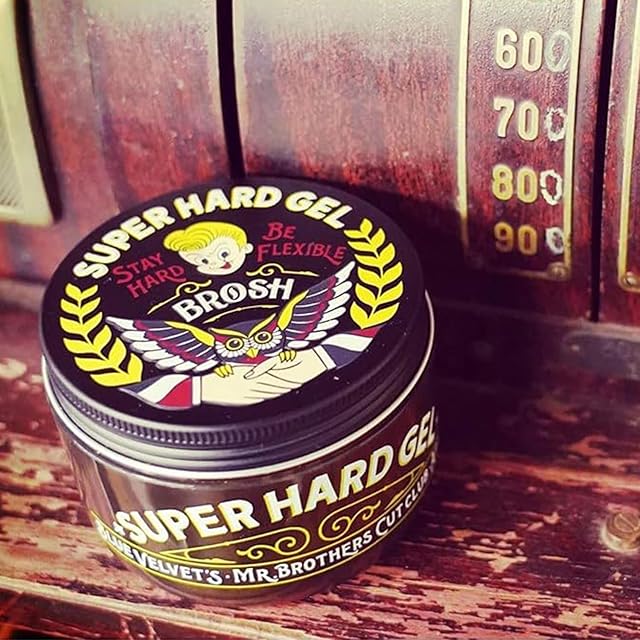 SUPER HARD GEL
STAY HARD
BE FLEXIBLE
BROSH
SUPER HARD GEL
BLUE VELVET'S · MR.BROTHERS CUT CLUB
600
700
800
900